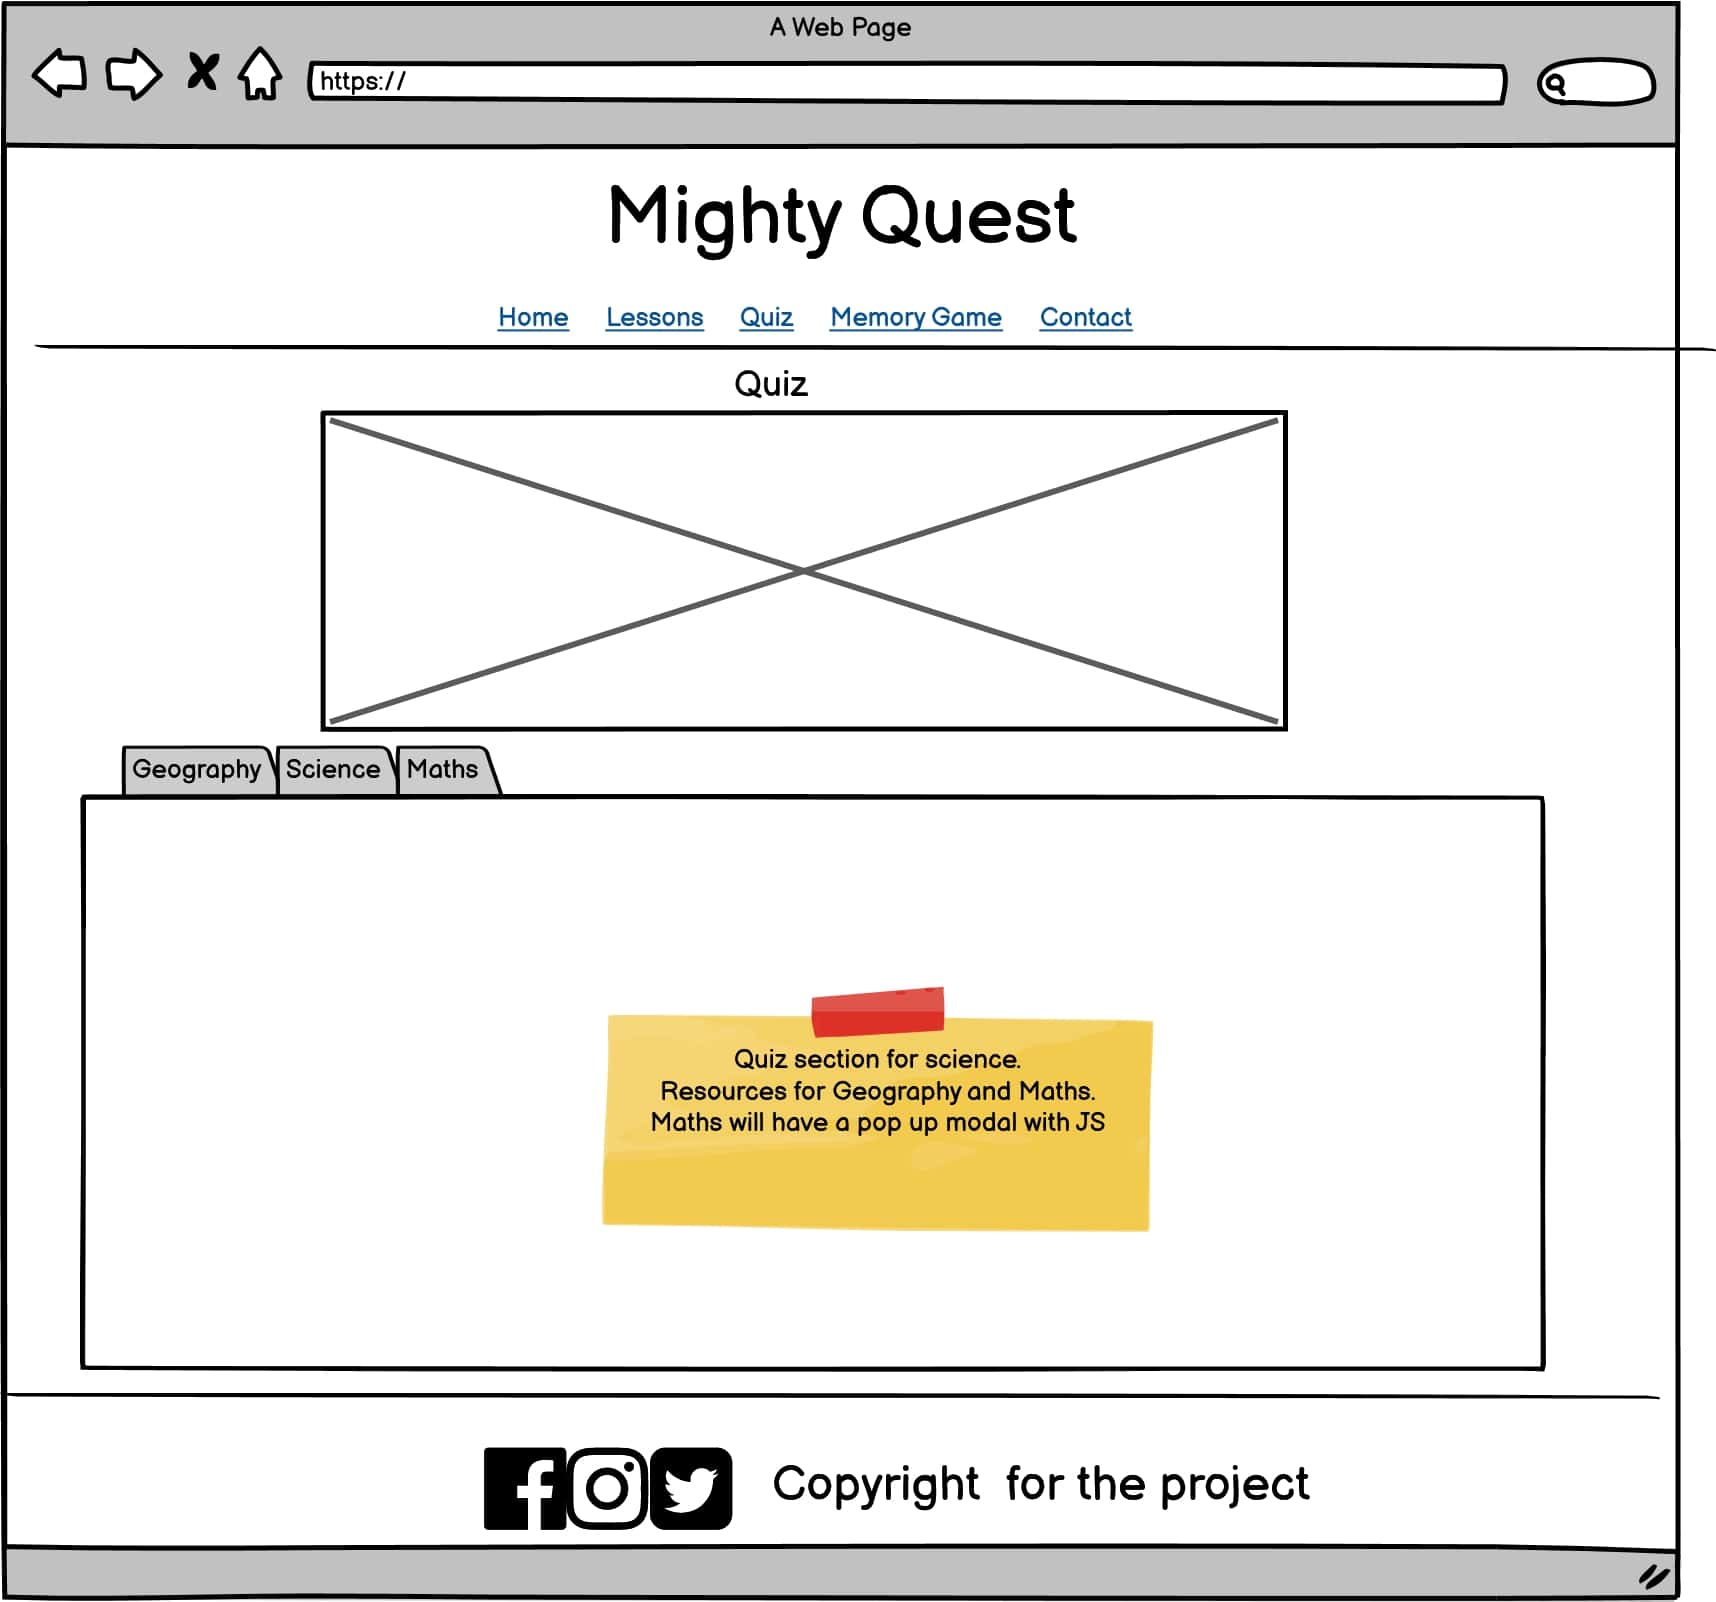 A Web Page
https://
Mighty Quest
Home Lessons Quiz Memory Game Contact
Quiz
Geography Science Maths
Quiz section for science.
Resources for Geography and Maths.
Maths will have a pop up modal with JS
Copyright for the project